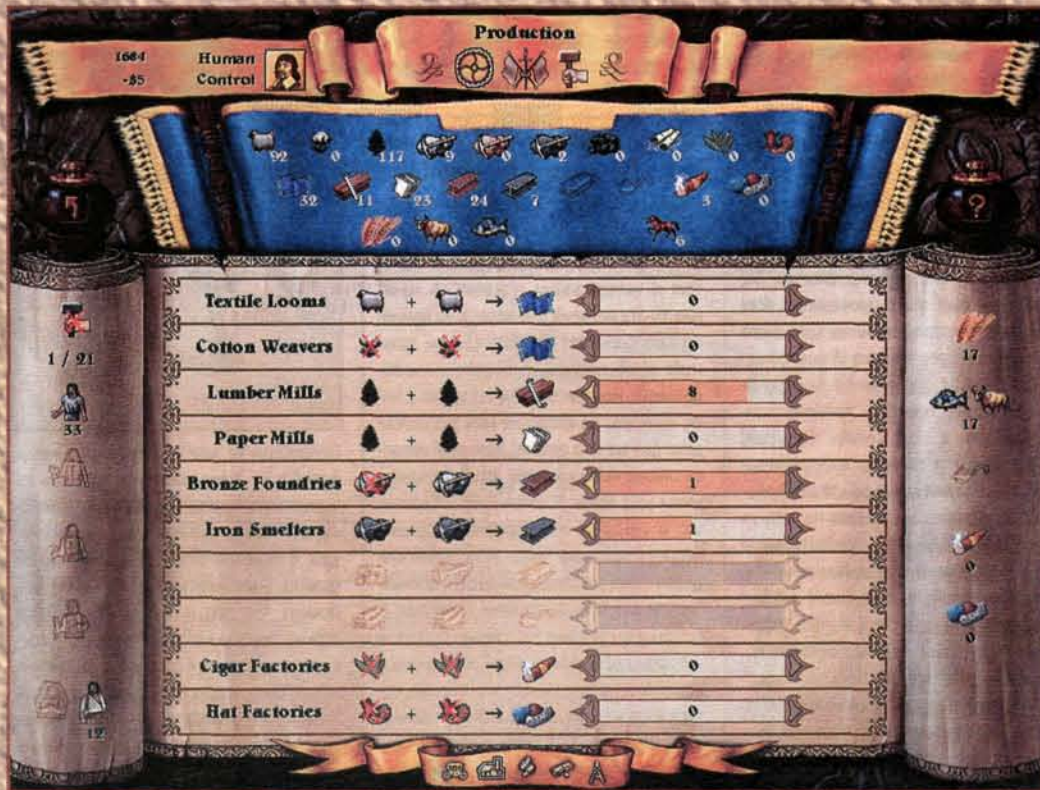 Production
1684 Human
-$5 Control
92 0 117 9 0 2 0 0 0 0
32 11 23 24 7 3 0
0 0 0 6
?
Textile Looms + → 0
Cotton Weavers + → 0
Lumber Mills + → 8
Paper Mills + → 0
Bronze Foundries + → 1
Iron Smelters + → 1
Cigar Factories + → 0
Hat Factories + → 0
1 / 21
33
12
17
17
0
0